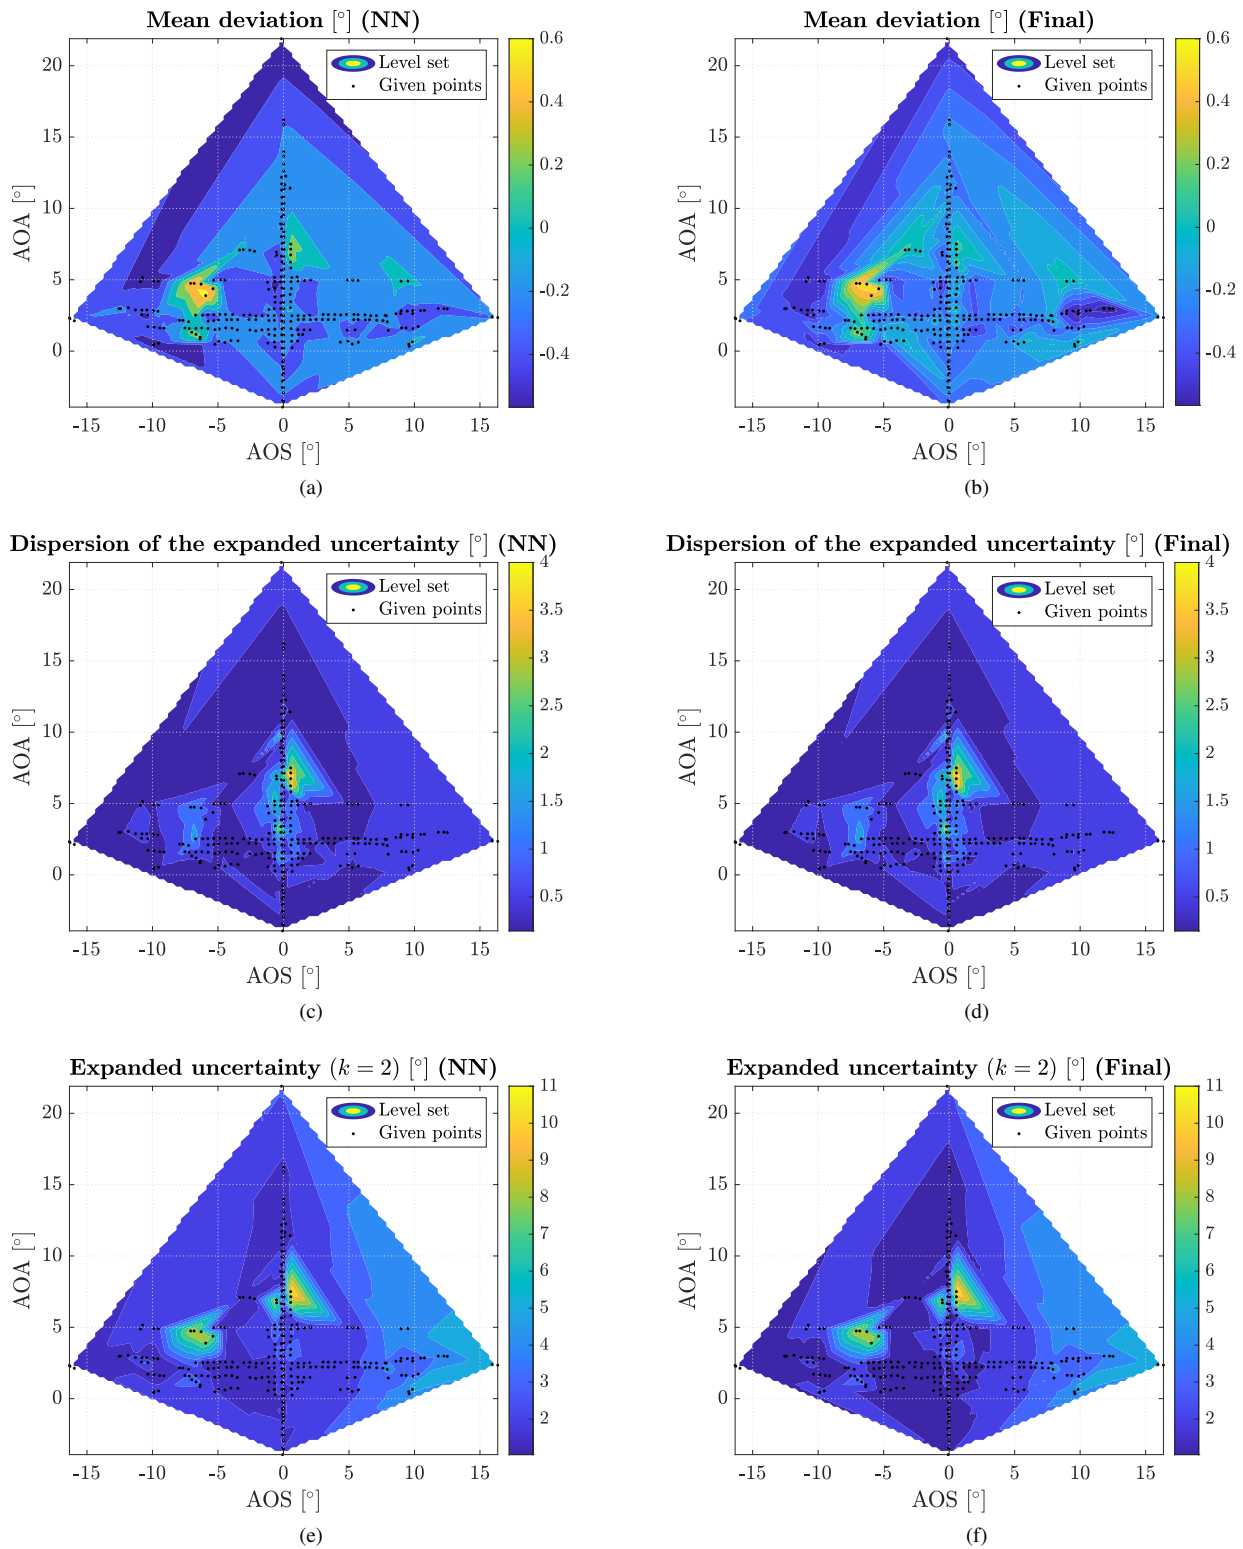 Mean deviation [°] (NN)
Level set
Given points
AOA [°]
20
15
10
5
0
-15 -10 -5 0 5 10 15
AOS [°]
0.6
0.4
0.2
0
-0.2
-0.4
(a)
Mean deviation [°] (Final)
Level set
Given points
AOA [°]
20
15
10
5
0
-15 -10 -5 0 5 10 15
AOS [°]
0.6
0.4
0.2
0
-0.2
-0.4
(b)
Dispersion of the expanded uncertainty [°] (NN)
Level set
Given points
AOA [°]
20
15
10
5
0
-15 -10 -5 0 5 10 15
AOS [°]
4
3.5
3
2.5
2
1.5
1
0.5
(c)
Dispersion of the expanded uncertainty [°] (Final)
Level set
Given points
AOA [°]
20
15
10
5
0
-15 -10 -5 0 5 10 15
AOS [°]
4
3.5
3
2.5
2
1.5
1
0.5
(d)
Expanded uncertainty (k = 2) [°] (NN)
Level set
Given points
AOA [°]
20
15
10
5
0
-15 -10 -5 0 5 10 15
AOS [°]
11
10
9
8
7
6
5
4
3
2
(e)
Expanded uncertainty (k = 2) [°] (Final)
Level set
Given points
AOA [°]
20
15
10
5
0
-15 -10 -5 0 5 10 15
AOS [°]
11
10
9
8
7
6
5
4
3
2
(f)